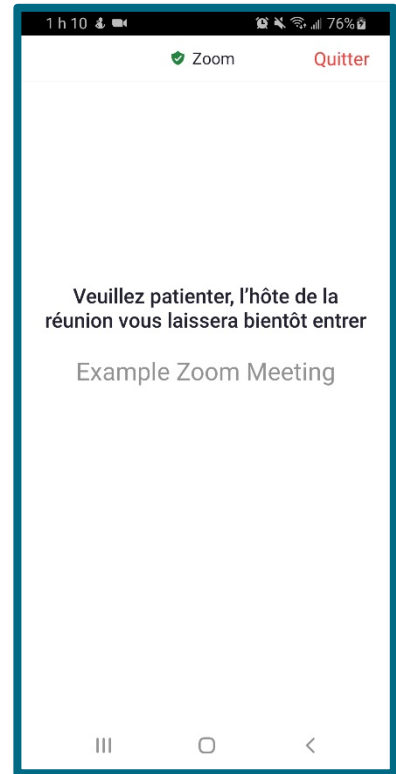 1 h 10 76%
Zoom Quitter
Veuillez patienter, l'hôte de la
réunion vous laissera bientôt entrer
Example Zoom Meeting